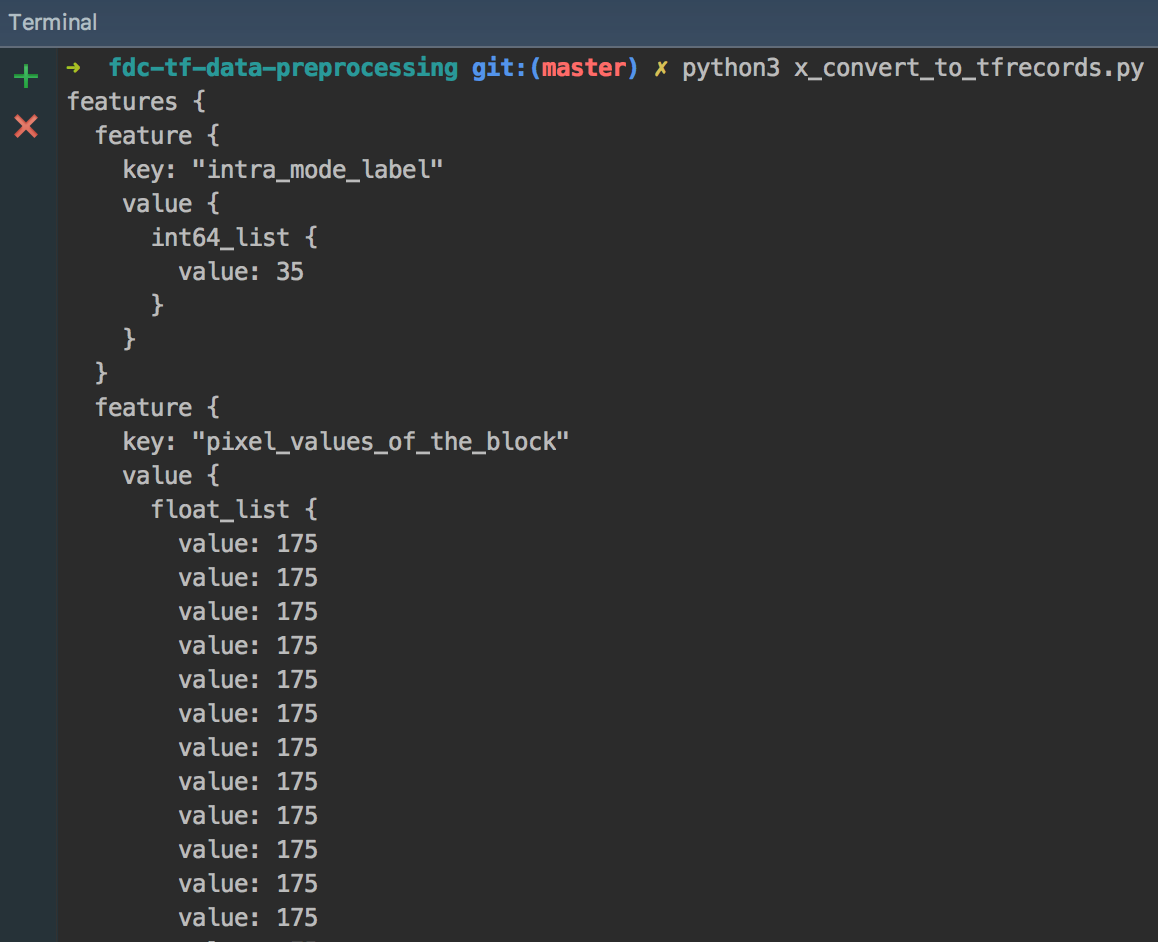 Terminal
➜  fdc-tf-data-preprocessing git:(master) ✗ python3 x_convert_to_tfrecords.py
features {
  feature {
    key: "intra_mode_label"
    value {
      int64_list {
        value: 35
      }
    }
  }
  feature {
    key: "pixel_values_of_the_block"
    value {
      float_list {
        value: 175
        value: 175
        value: 175
        value: 175
        value: 175
        value: 175
        value: 175
        value: 175
        value: 175
        value: 175
        value: 175
        value: 175